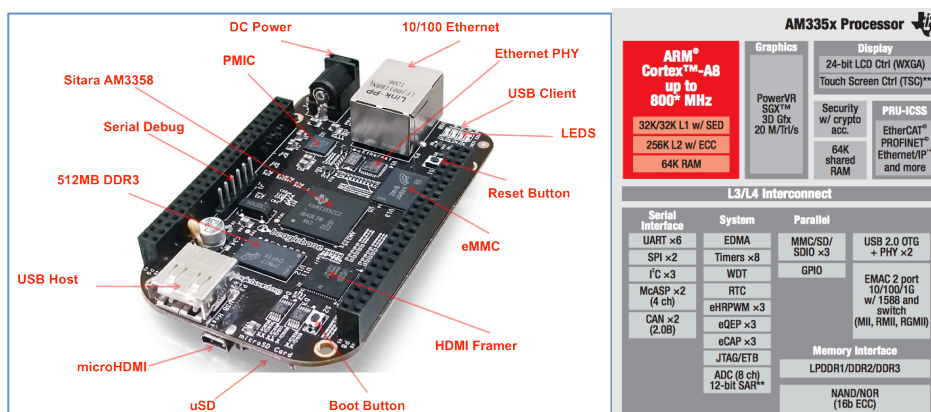 DC Power
10/100 Ethernet
PMIC
Ethernet PHY
Sitara AM3358
USB Client
Serial Debug
LEDS
512MB DDR3
Reset Button
eMMC
USB Host
HDMI Framer
microHDMI
uSD
Boot Button
Link-PP
beaglebone
microSD Card
AM335x Processor
ARM®
Cortex™-A8
up to
800* MHz
32K/32K L1 w/ SED
256K L2 w/ ECC
64K RAM
Graphics
PowerVR
SGX™
3D Gfx
20 M/Tri/s
Display
24-bit LCD Ctrl (WXGA)
Touch Screen Ctrl (TSC)**
Security
w/ crypto
acc.
64K
shared
RAM
PRU-ICSS
EtherCAT®
PROFINET®
Ethernet/IP™
and more
L3/L4 Interconnect
Serial
Interface
UART ×6
SPI ×2
I²C ×3
McASP ×2
(4 ch)
CAN ×2
(2.0B)
System
EDMA
Timers ×8
WDT
RTC
eHRPWM ×3
eQEP ×3
eCAP ×3
JTAG/ETB
ADC (8 ch)
12-bit SAR**
Parallel
MMC/SD/
SDIO ×3
GPIO
USB 2.0 OTG
+ PHY ×2
EMAC 2 port
10/100/1G
w/ 1588 and
switch
(MII, RMII, RGMII)
Memory Interface
LPDDR1/DDR2/DDR3
NAND/NOR
(16b ECC)